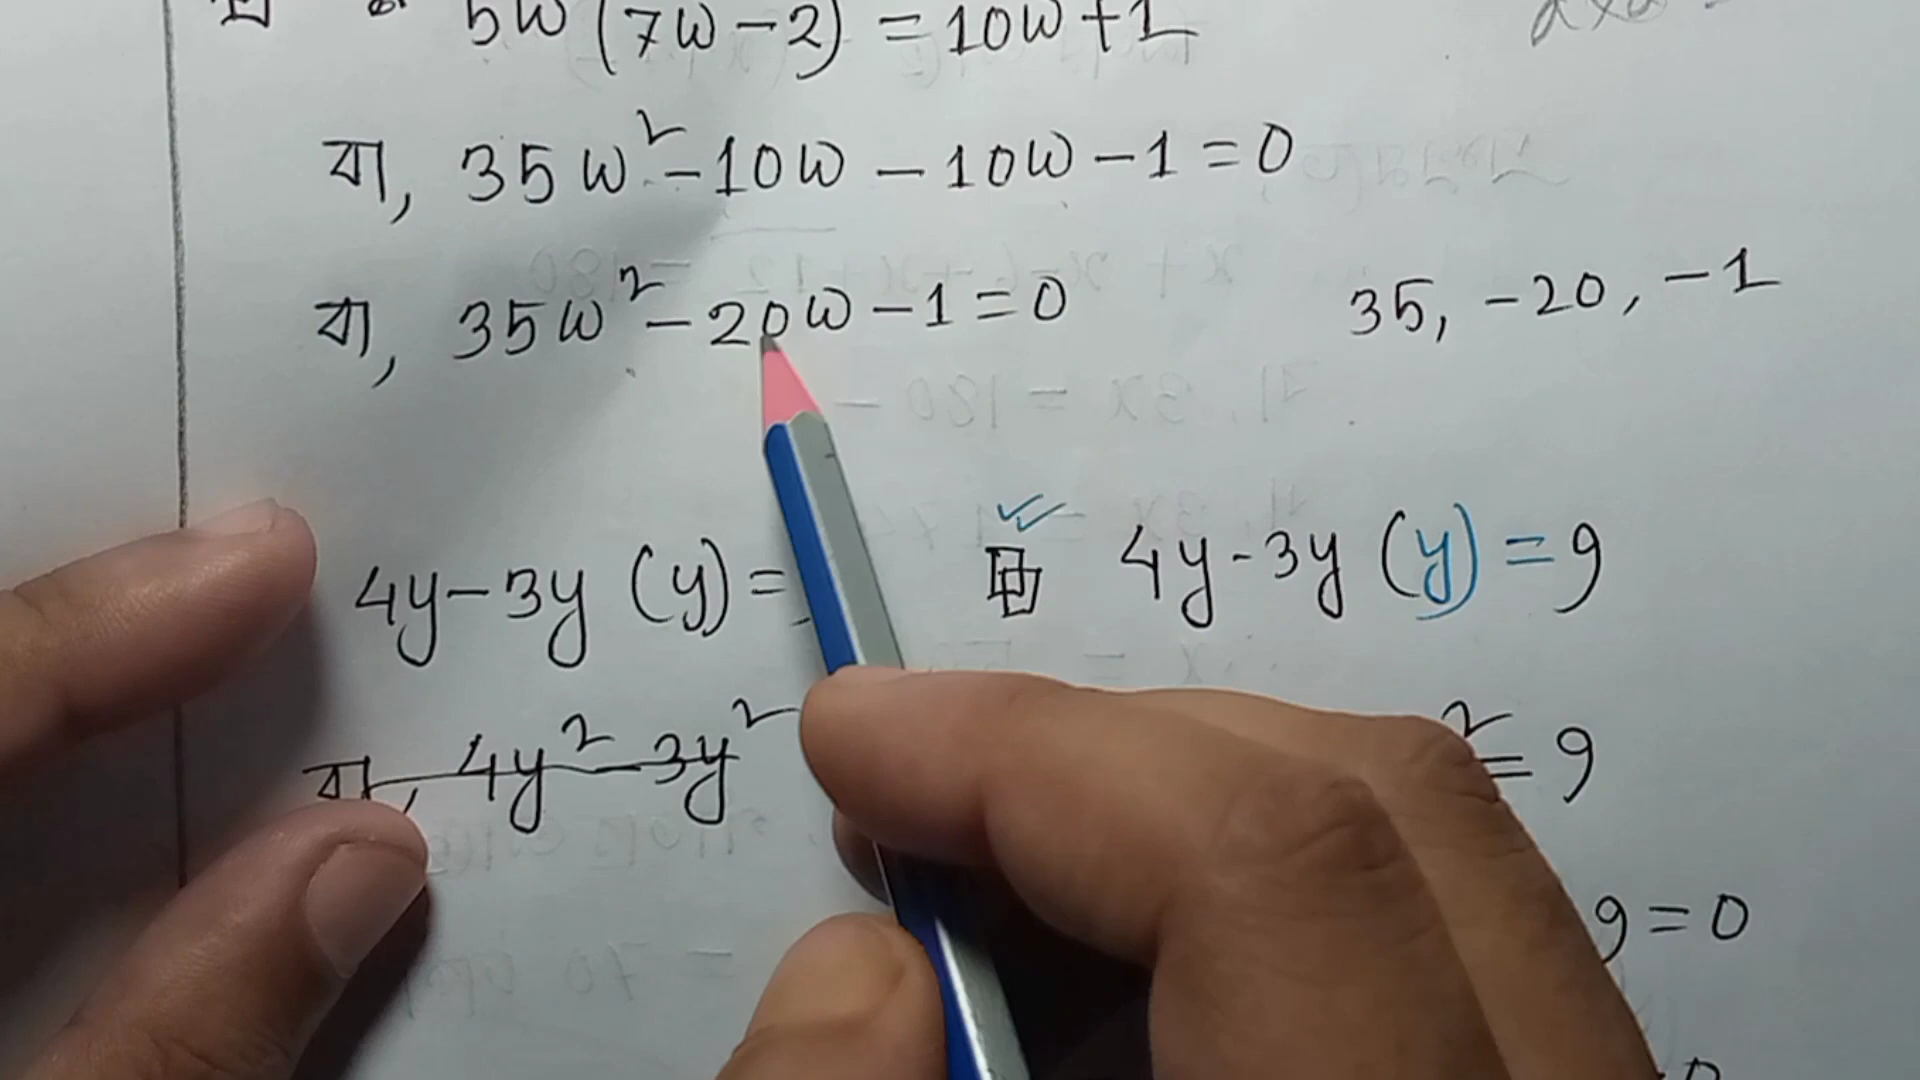 5w (7w - 2) = 10w + 1
বা, 35w² - 10w - 10w - 1 = 0
বা, 35w² - 20w - 1 = 0
35, -20, -1
4y - 3y (y) =
বা, 4y² - 3y²
4y - 3y (y) = 9
² = 9
9 = 0